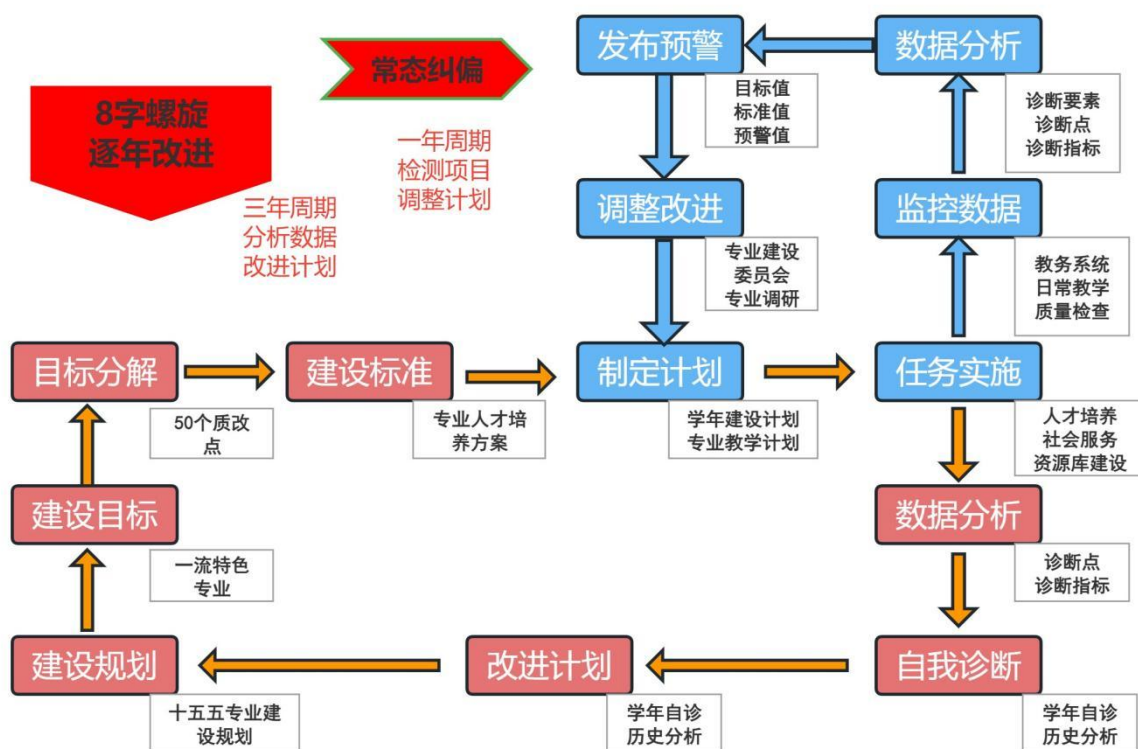 发布预警
数据分析
常态纠偏
目标值
标准值
预警值
诊断要素
诊断点
诊断指标
8字螺旋
逐年改进
一年周期
检测项目
调整计划
三年周期
分析数据
改进计划
调整改进
监控数据
专业建设
委员会
专业调研
教务系统
日常教学
质量检查
目标分解
建设标准
制定计划
任务实施
50个质改
点
专业人才培
养方案
学年建设计划
专业教学计划
人才培养
社会服务
资源库建设
建设目标
数据分析
一流特色
专业
诊断点
诊断指标
建设规划
改进计划
自我诊断
十五五专业建
设规划
学年自诊
历史分析
学年自诊
历史分析